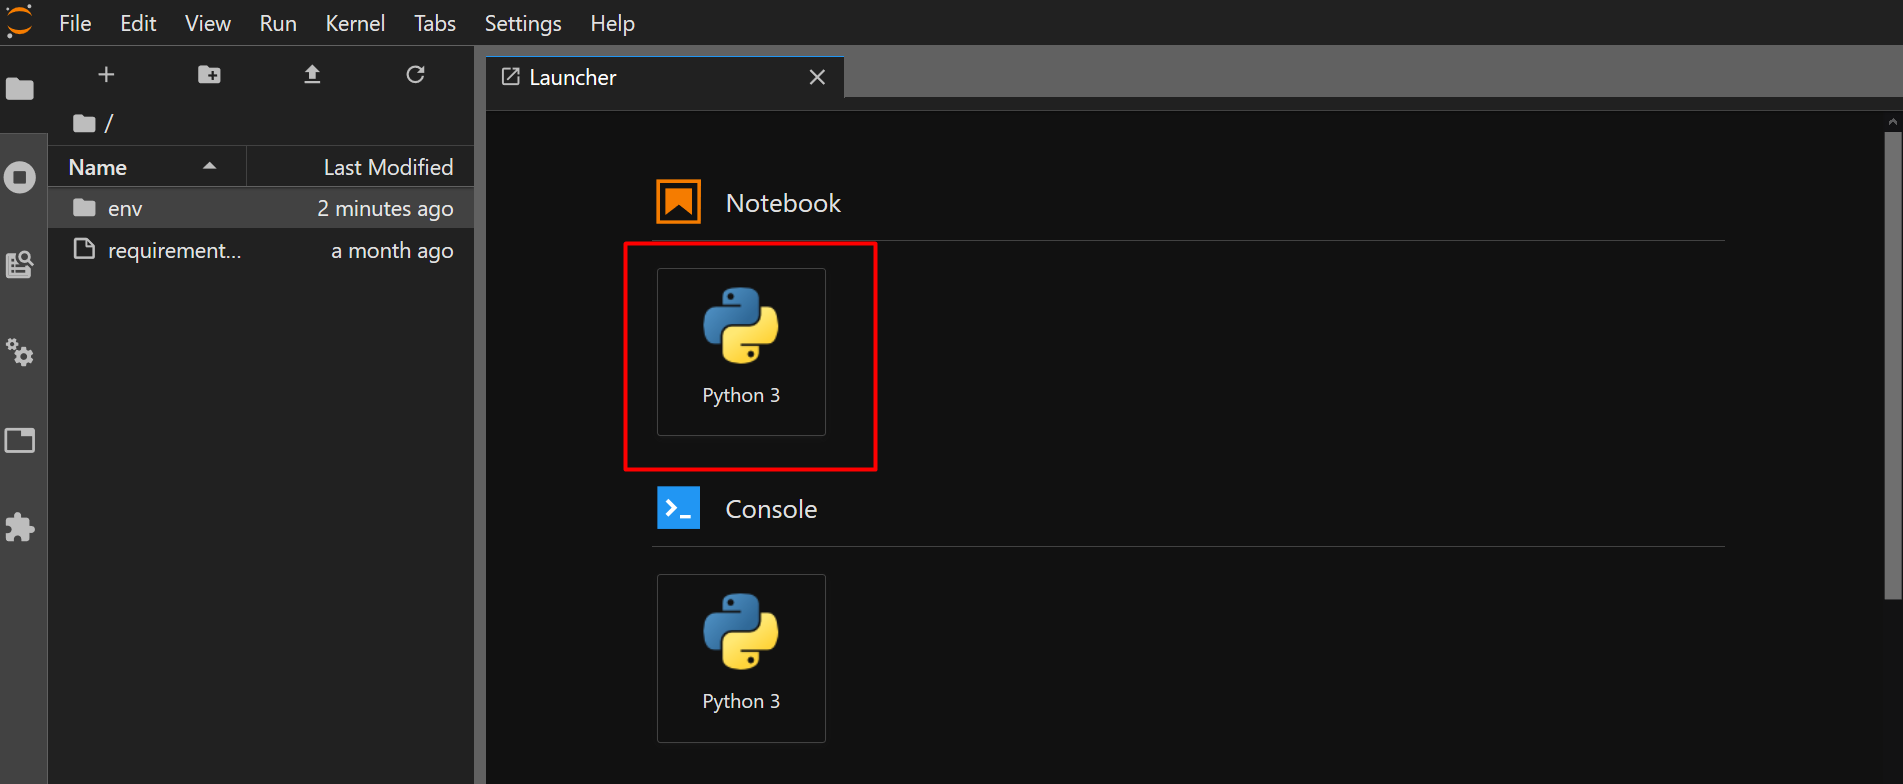 File Edit View Run Kernel Tabs Settings Help
Launcher
/
Name Last Modified
env 2 minutes ago
requirement... a month ago
Notebook
Python 3
Console
Python 3